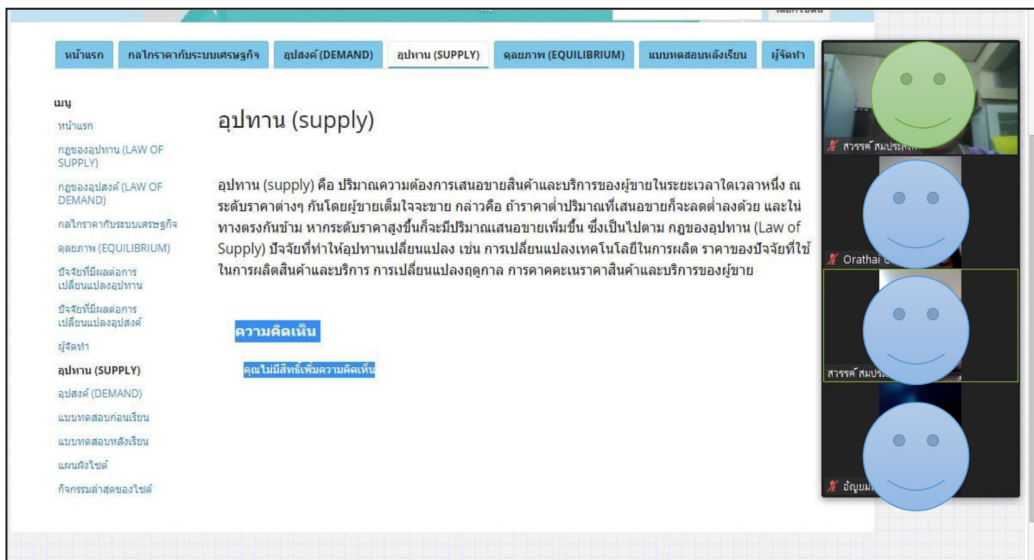 หน้าแรก
กลไกราคากับระบบเศรษฐกิจ
อุปสงค์ (DEMAND)
อุปทาน (SUPPLY)
ดุลยภาพ (EQUILIBRIUM)
แบบทดสอบหลังเรียน
ผู้จัดทำ
เมนู
หน้าแรก
กฎของอุปทาน (LAW OF
SUPPLY)
กฎของอุปสงค์ (LAW OF
DEMAND)
กลไกราคากับระบบเศรษฐกิจ
ดุลยภาพ (EQUILIBRIUM)
ปัจจัยที่มีผลต่อการ
เปลี่ยนแปลงอุปทาน
ปัจจัยที่มีผลต่อการ
เปลี่ยนแปลงอุปสงค์
ผู้จัดทำ
อุปทาน (SUPPLY)
อุปสงค์ (DEMAND)
แบบทดสอบก่อนเรียน
แบบทดสอบหลังเรียน
แผนผังไซต์
กิจกรรมล่าสุดของไซต์
อุปทาน (supply)
อุปทาน (supply) คือ ปริมาณความต้องการเสนอขายสินค้าและบริการของผู้ขายในระยะเวลาใดเวลาหนึ่ง ณ
ระดับราคาต่างๆ กันโดยผู้ขายเต็มใจจะขาย กล่าวคือ ถ้าราคาต่ำปริมาณที่เสนอขายก็จะลดต่ำลงด้วย และใน
ทางตรงกันข้าม หากระดับราคาสูงขึ้นก็จะมีปริมาณเสนอขายเพิ่มขึ้น ซึ่งเป็นไปตาม กฎของอุปทาน (Law of
Supply) ปัจจัยที่ทำให้อุปทานเปลี่ยนแปลง เช่น การเปลี่ยนแปลงเทคโนโลยีในการผลิต ราคาของปัจจัยที่ใช้
ในการผลิตสินค้าและบริการ การเปลี่ยนแปลงฤดูกาล การคาดคะเนราคาสินค้าและบริการของผู้ขาย
ความคิดเห็น
คุณไม่มีสิทธิ์เพิ่มความคิดเห็น
สวรรค์
Orathai
สวรรค์